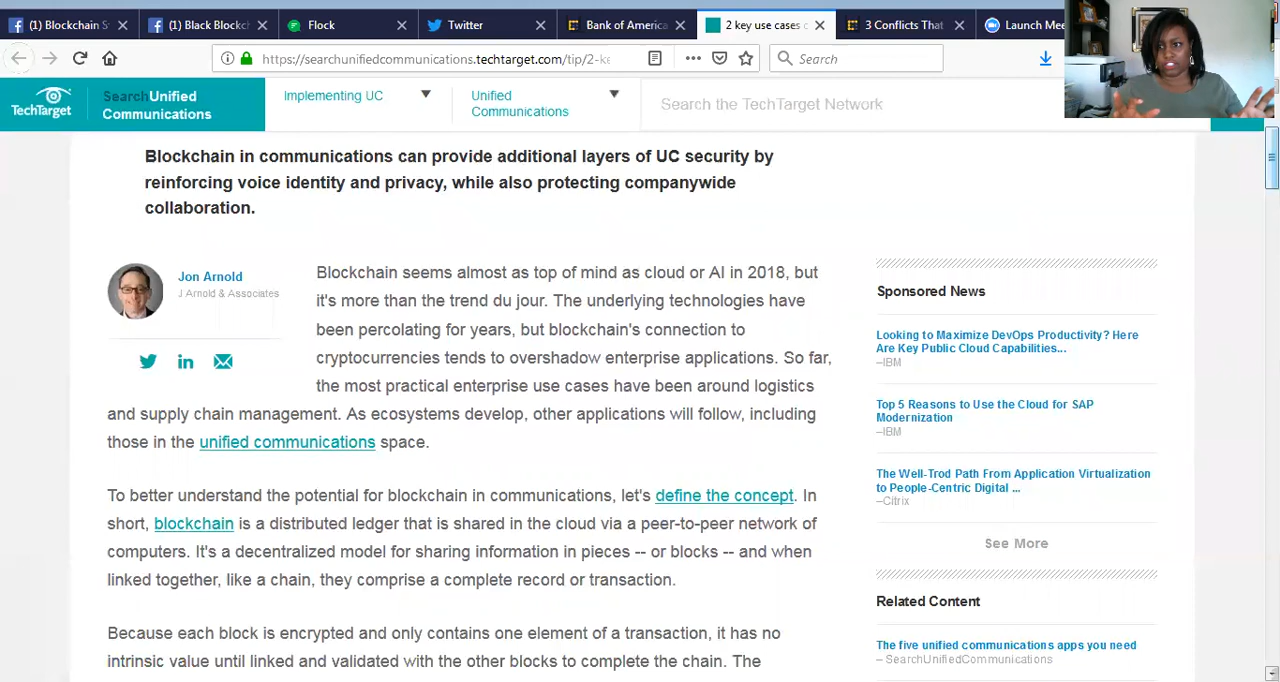 (1) Blockchain S
(1) Black Blockc
Flock
Twitter
Bank of America
2 key use cases
3 Conflicts That
Launch Mee
https://searchunifiedcommunications.techtarget.com/tip/2-ke
Search
TechTarget
SearchUnified
Communications
Implementing UC
Unified
Communications
Search the TechTarget Network
Blockchain in communications can provide additional layers of UC security by
reinforcing voice identity and privacy, while also protecting companywide
collaboration.
Jon Arnold
J Arnold & Associates
Blockchain seems almost as top of mind as cloud or AI in 2018, but
it's more than the trend du jour. The underlying technologies have
been percolating for years, but blockchain's connection to
cryptocurrencies tends to overshadow enterprise applications. So far,
the most practical enterprise use cases have been around logistics
and supply chain management. As ecosystems develop, other applications will follow, including
those in the unified communications space.
To better understand the potential for blockchain in communications, let's define the concept. In
short, blockchain is a distributed ledger that is shared in the cloud via a peer-to-peer network of
computers. It's a decentralized model for sharing information in pieces -- or blocks -- and when
linked together, like a chain, they comprise a complete record or transaction.
Because each block is encrypted and only contains one element of a transaction, it has no
intrinsic value until linked and validated with the other blocks to complete the chain. The
Sponsored News
Looking to Maximize DevOps Productivity? Here
Are Key Public Cloud Capabilities...
–IBM
Top 5 Reasons to Use the Cloud for SAP
Modernization
–IBM
The Well-Trod Path From Application Virtualization
to People-Centric Digital ...
–Citrix
See More
Related Content
The five unified communications apps you need
– SearchUnifiedCommunications